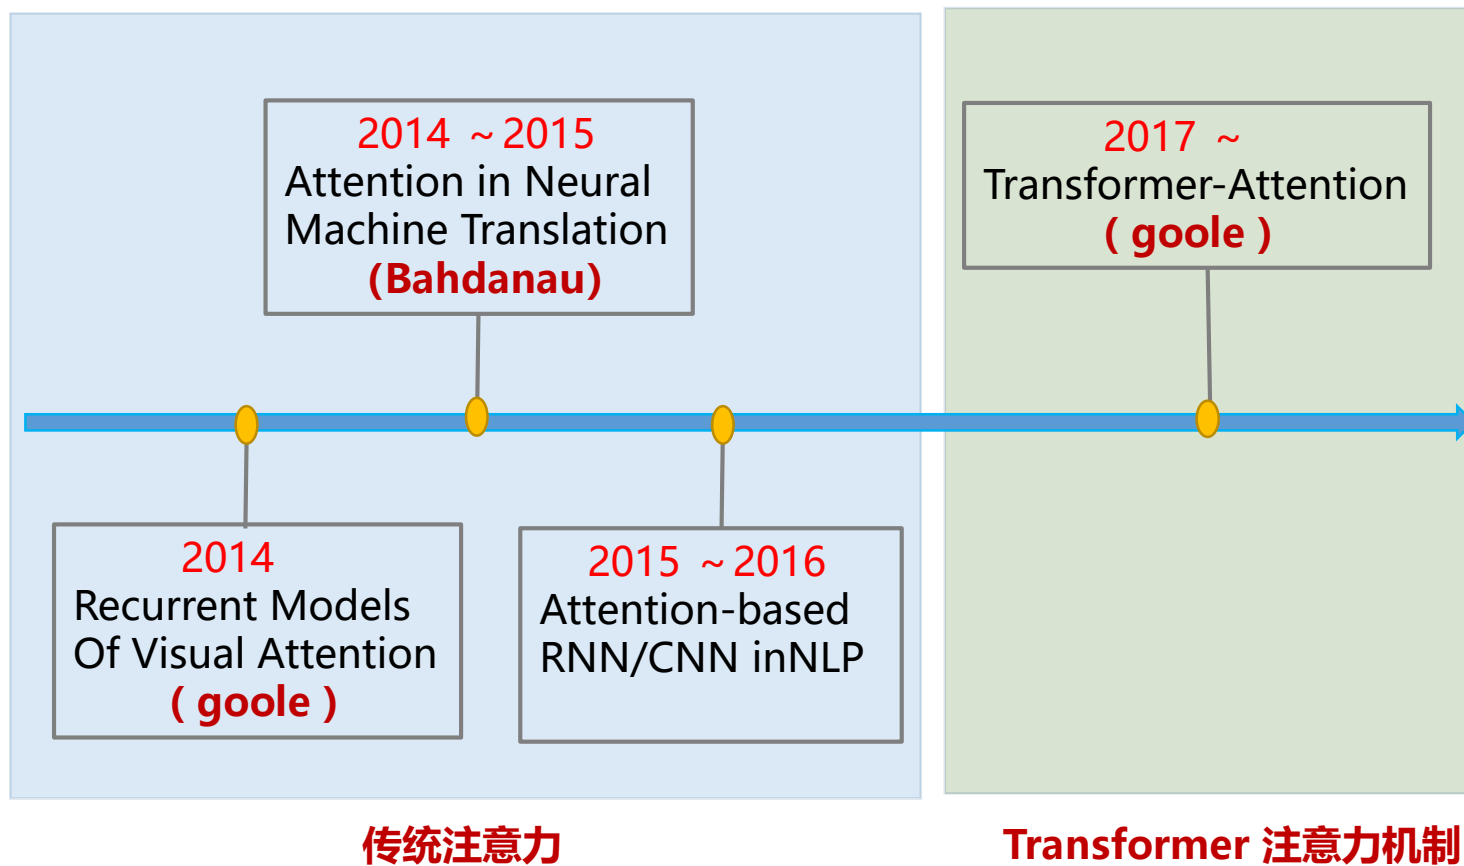 2014 ~ 2015
Attention in Neural
Machine Translation
(Bahdanau)
2017 ~
Transformer-Attention
( goole )
2014
Recurrent Models
Of Visual Attention
( goole )
2015 ~ 2016
Attention-based
RNN/CNN inNLP
传统注意力
Transformer 注意力机制